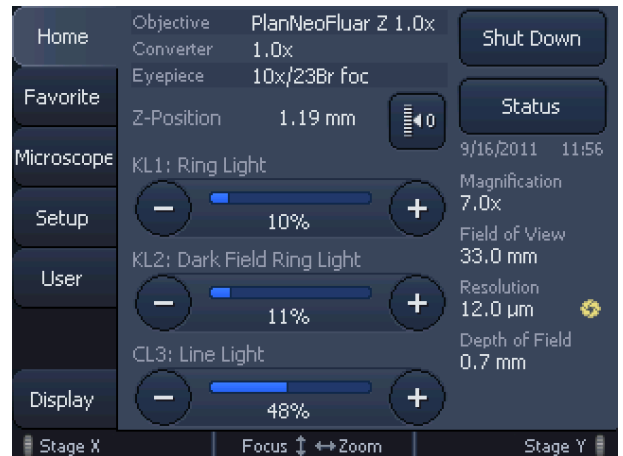 Home
Favorite
Microscope
Setup
User
Display
Objective PlanNeoFluar Z 1.0x
Converter 1.0x
Eyepiece 10x/23Br foc
Z-Position 1.19 mm
0
KL1: Ring Light
− +
10%
KL2: Dark Field Ring Light
− +
11%
CL3: Line Light
− +
48%
Shut Down
Status
9/16/2011 11:56
Magnification
7.0x
Field of View
33.0 mm
Resolution
12.0 µm
Depth of Field
0.7 mm
Stage X Focus ↕ ↔ Zoom Stage Y